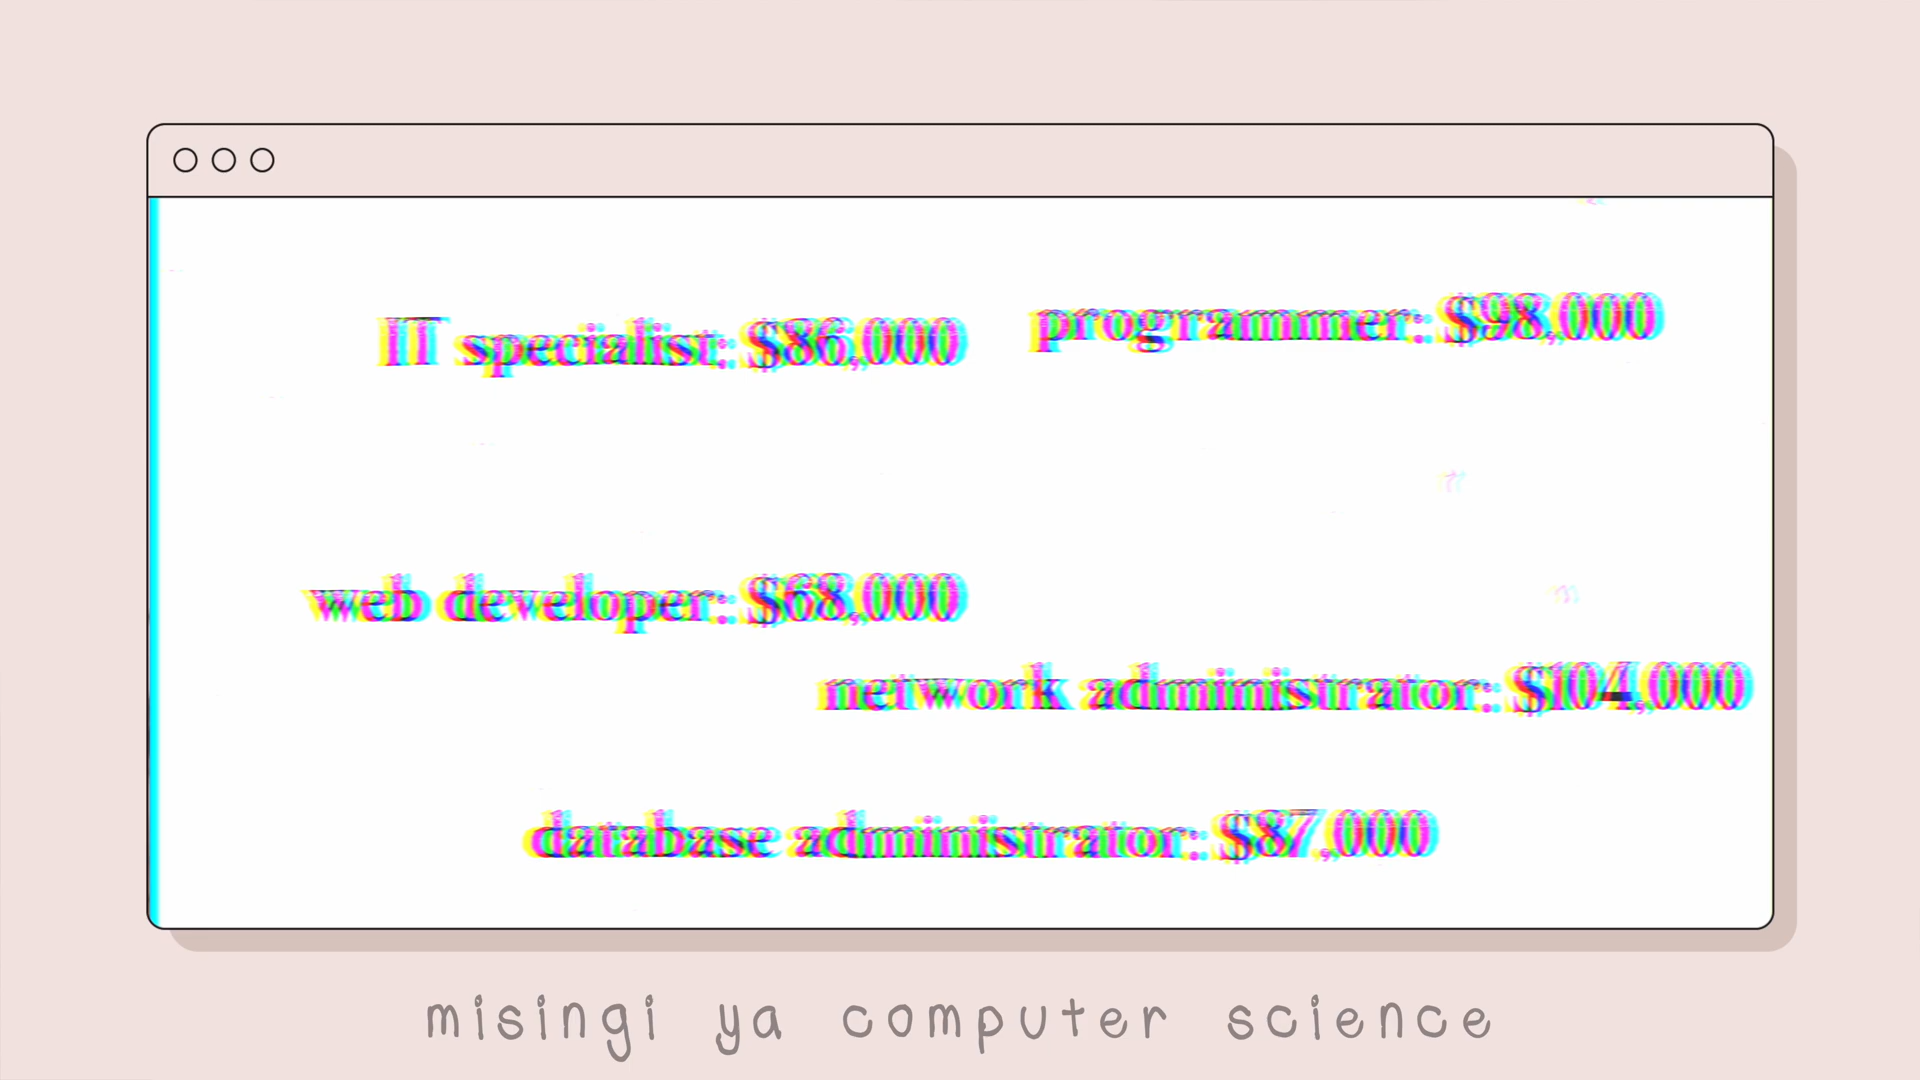 IT specialist: $86,000
programmer: $98,000
web developer: $68,000
network administrator: $104,000
database administrator: $87,000
misingi ya computer science